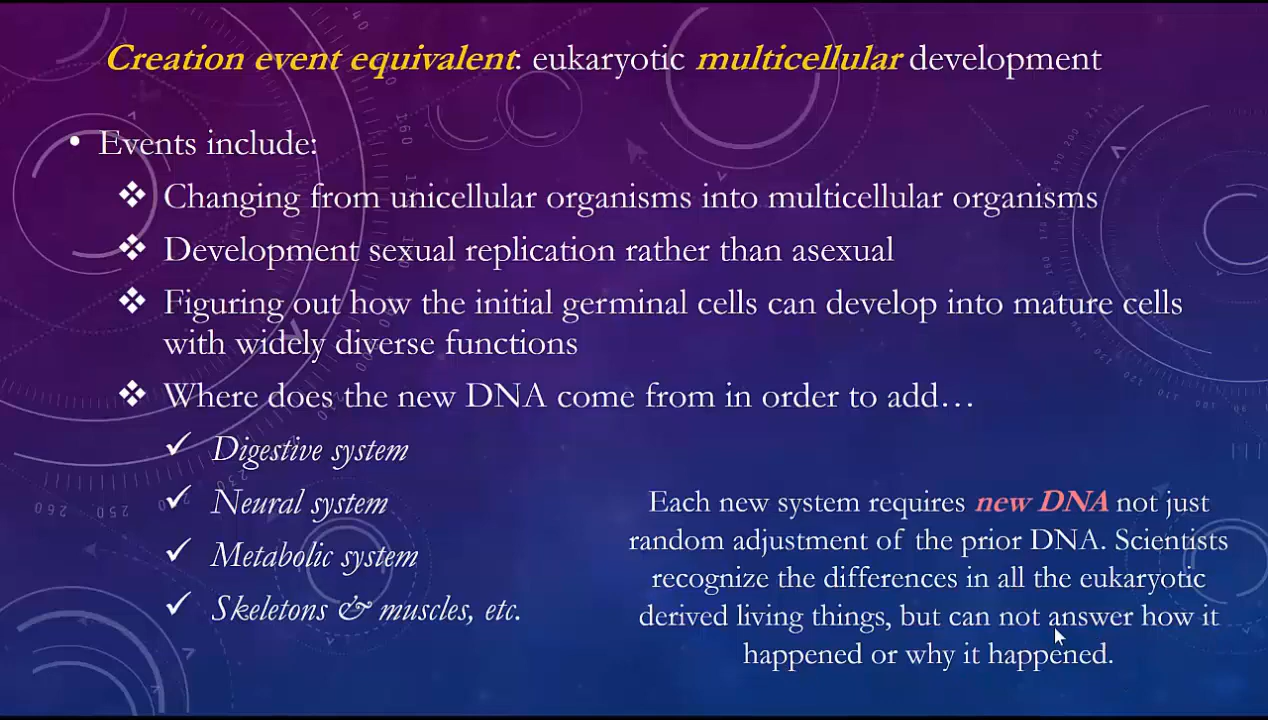 Creation event equivalent: eukaryotic multicellular development
• Events include:
❖ Changing from unicellular organisms into multicellular organisms
❖ Development sexual replication rather than asexual
❖ Figuring out how the initial germinal cells can develop into mature cells
with widely diverse functions
❖ Where does the new DNA come from in order to add…
✓ Digestive system
✓ Neural system
✓ Metabolic system
✓ Skeletons & muscles, etc.
Each new system requires new DNA not just
random adjustment of the prior DNA. Scientists
recognize the differences in all the eukaryotic
derived living things, but can not answer how it
happened or why it happened.
160
260
250